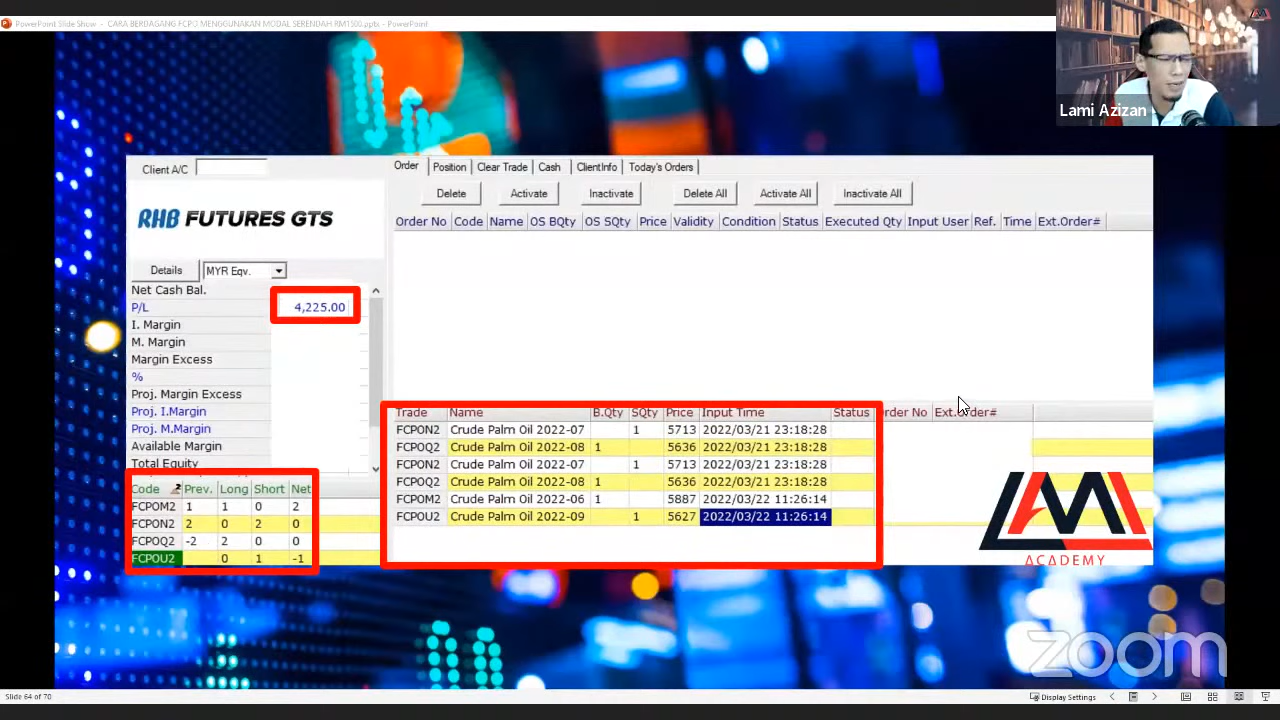 PowerPoint Slide Show - CARA BERDAGANG FCPO MENGGUNAKAN MODAL SERENDAH RM1500.pptx - PowerPoint
Lami Azizan
Client A/C
RHB FUTURES GTS
Details MYR Eqv.
Net Cash Bal.
P/L 4,225.00
I. Margin
M. Margin
Margin Excess
%
Proj. Margin Excess
Proj. I.Margin
Proj. M.Margin
Available Margin
Total Equity
Code Prev. Long Short Net
FCPOM2 1 1 0 2
FCPON2 2 0 2 0
FCPOQ2 -2 2 0 0
FCPOU2 0 1 -1
Order Position Clear Trade Cash ClientInfo Today's Orders
Delete Activate Inactivate Delete All Activate All Inactivate All
Order No Code Name OS BQty OS SQty Price Validity Condition Status Executed Qty Input User Ref. Time Ext.Order#
Trade Name B.Qty SQty Price Input Time Status rder No Ext.Order#
FCPON2 Crude Palm Oil 2022-07 1 5713 2022/03/21 23:18:28
FCPOQ2 Crude Palm Oil 2022-08 1 5636 2022/03/21 23:18:28
FCPON2 Crude Palm Oil 2022-07 1 5713 2022/03/21 23:18:28
FCPOQ2 Crude Palm Oil 2022-08 1 5636 2022/03/21 23:18:28
FCPOM2 Crude Palm Oil 2022-06 1 5887 2022/03/22 11:26:14
FCPOU2 Crude Palm Oil 2022-09 1 5627 2022/03/22 11:26:14
LAMI
ACADEMY
zoom
Slide 64 of 70
Display Settings